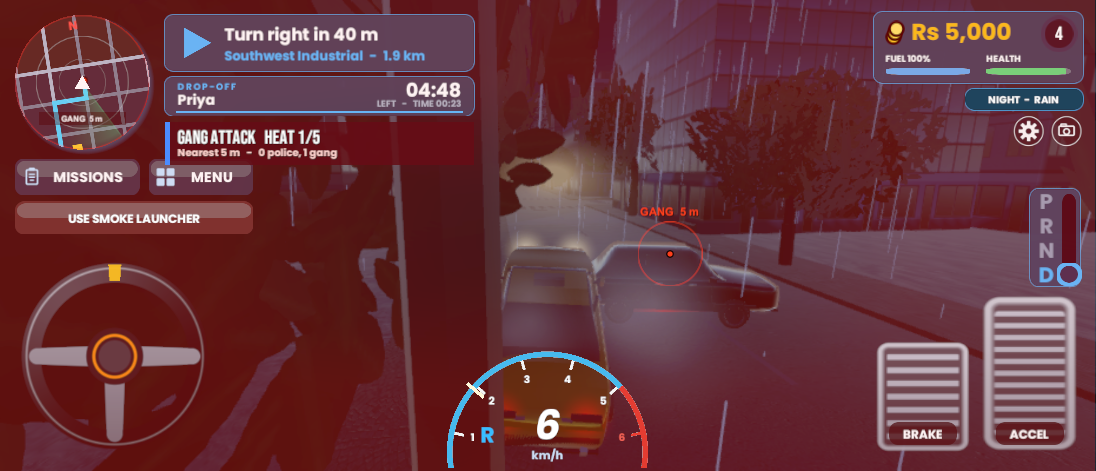 N
GANG 5 m
Turn right in 40 m
Southwest Industrial - 1.9 km
DROP-OFF
Priya
04:48
LEFT - TIME 00:23
GANG ATTACK HEAT 1/5
Nearest 5 m - 0 police, 1 gang
MISSIONS
MENU
USE SMOKE LAUNCHER
Rs 5,000
4
FUEL 100%
HEALTH
NIGHT - RAIN
GANG 5 m
P
R
N
D
1
2
3
4
5
6
R
6
km/h
BRAKE
ACCEL